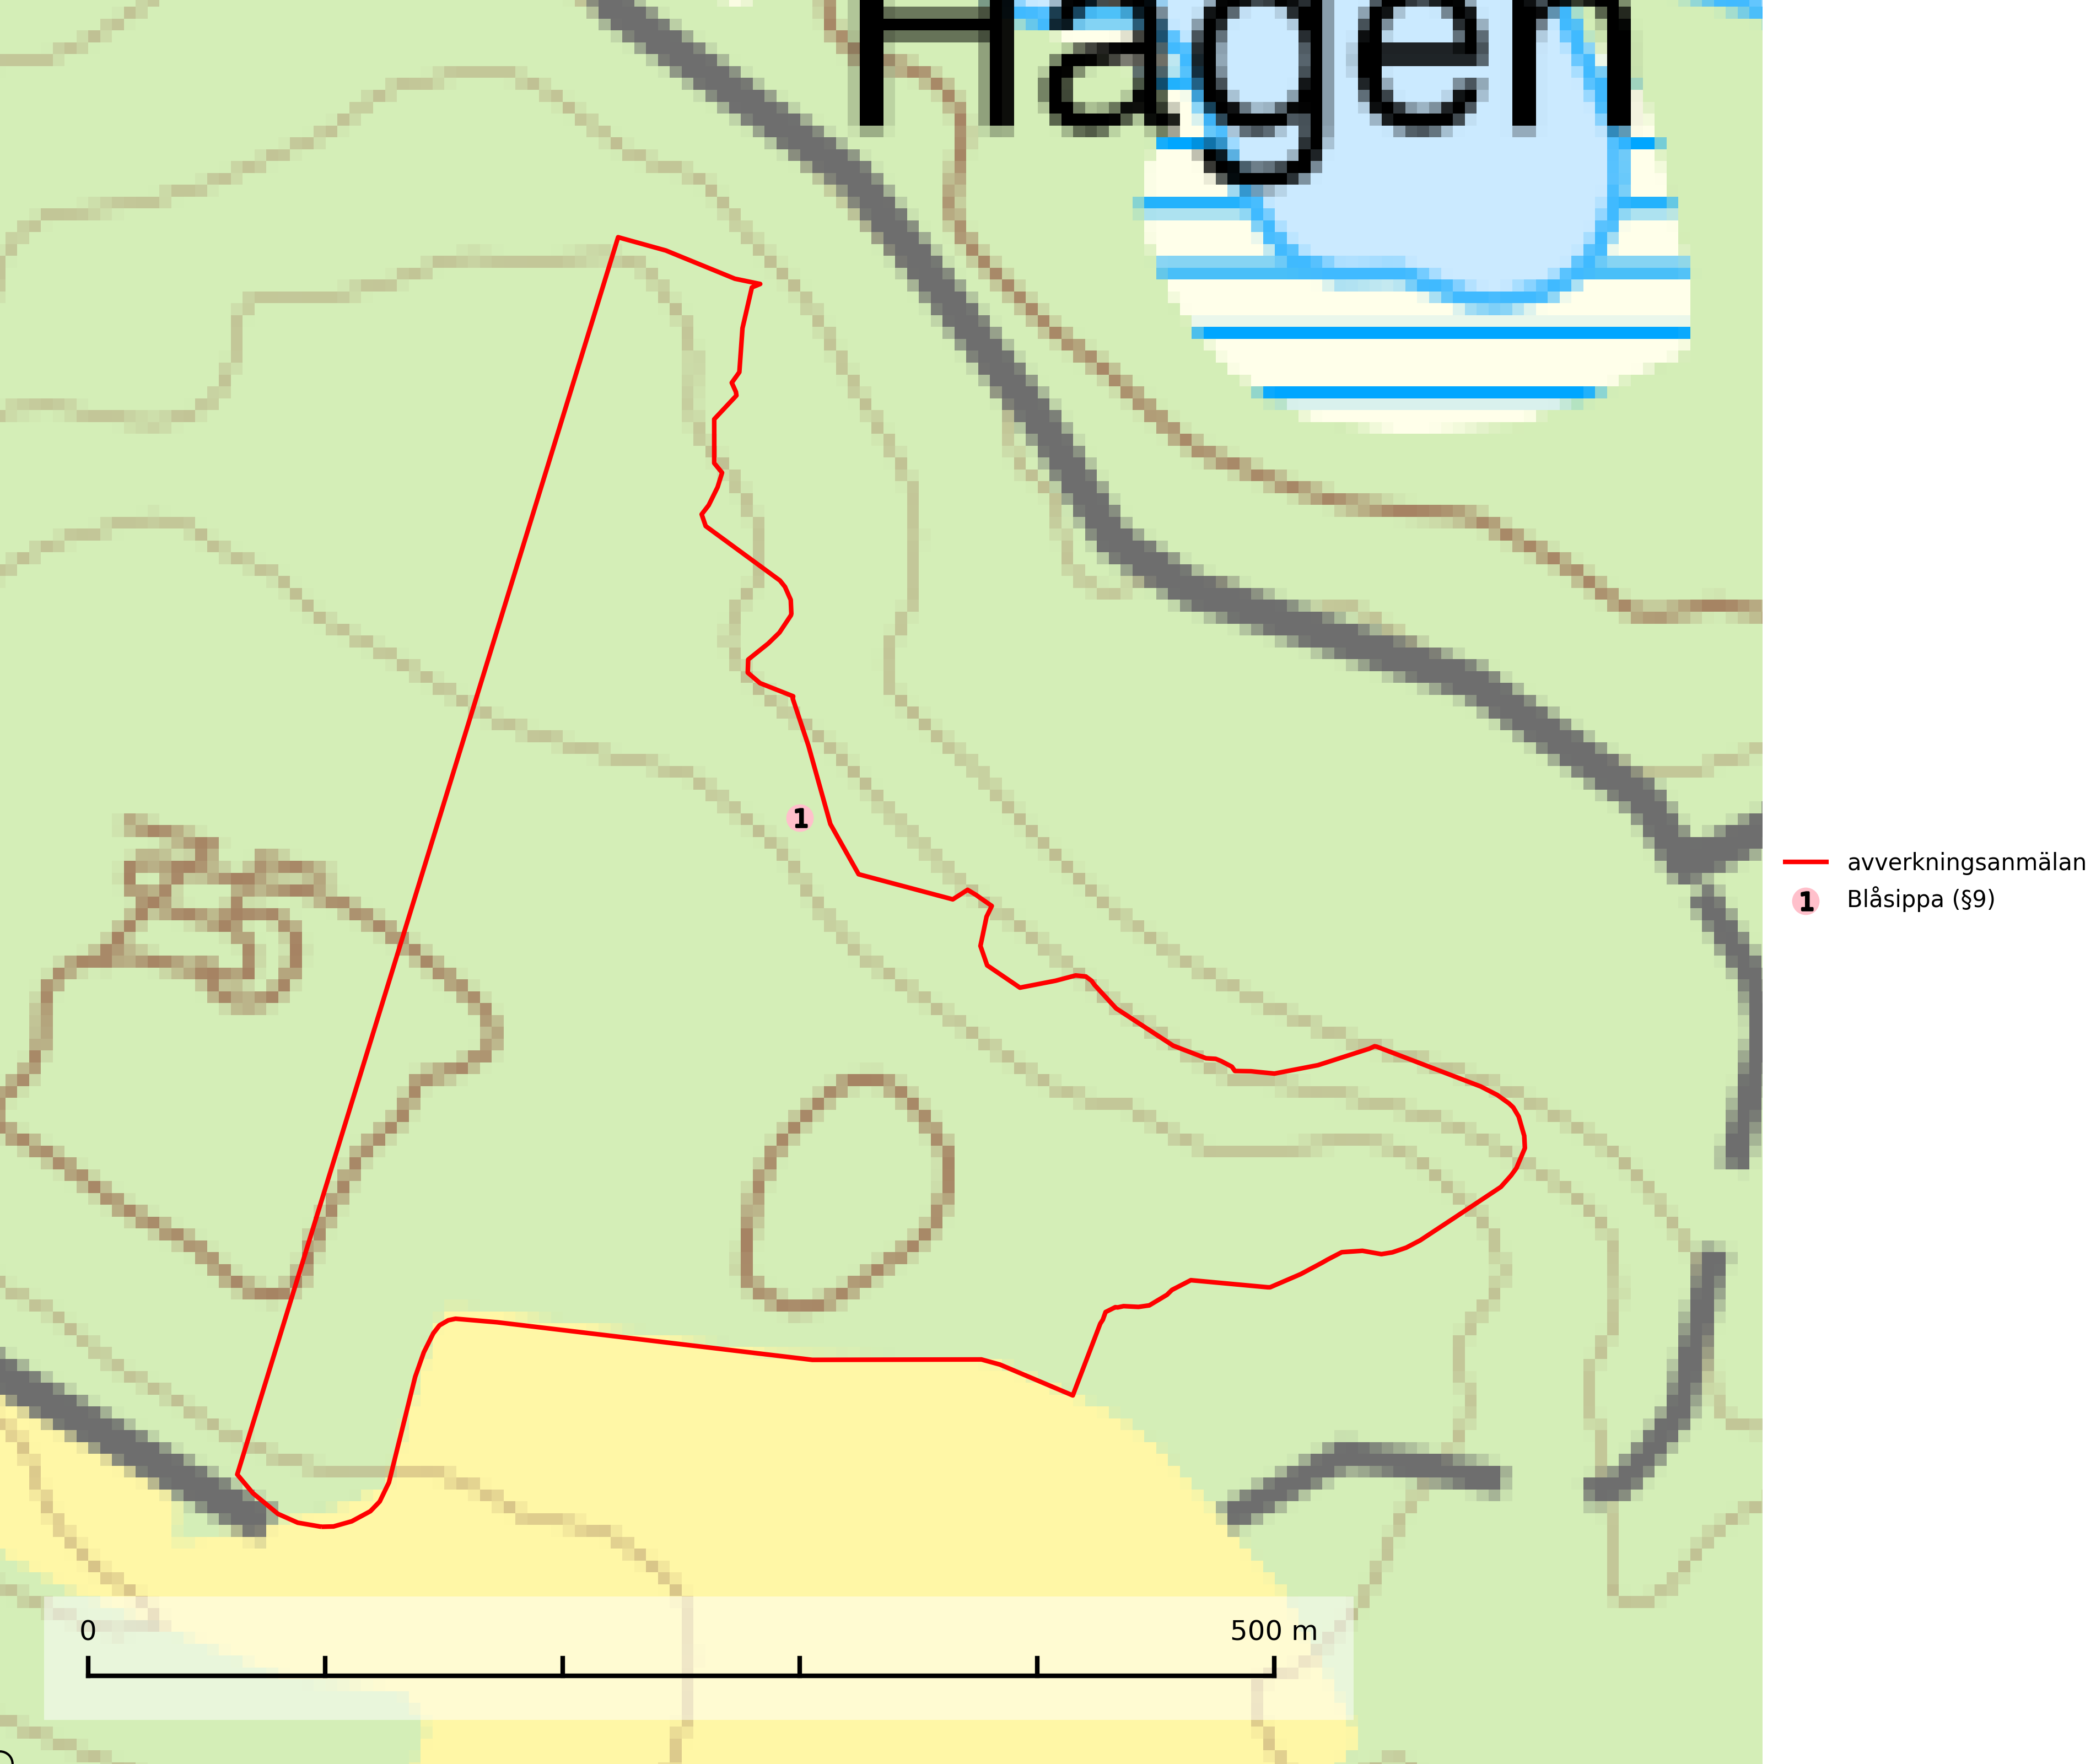 Hagen
1
avverkningsanmälan
1 Blåsippa (§9)
0 500 m